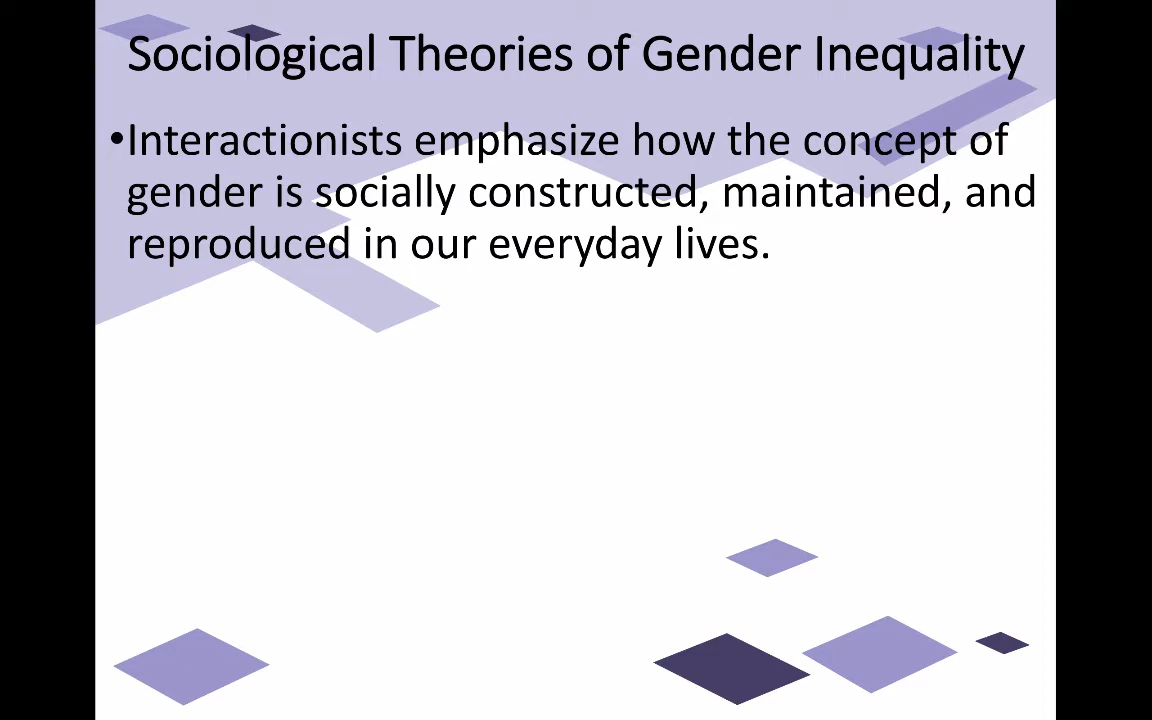 Sociological Theories of Gender Inequality
•Interactionists emphasize how the concept of
gender is socially constructed, maintained, and
reproduced in our everyday lives.